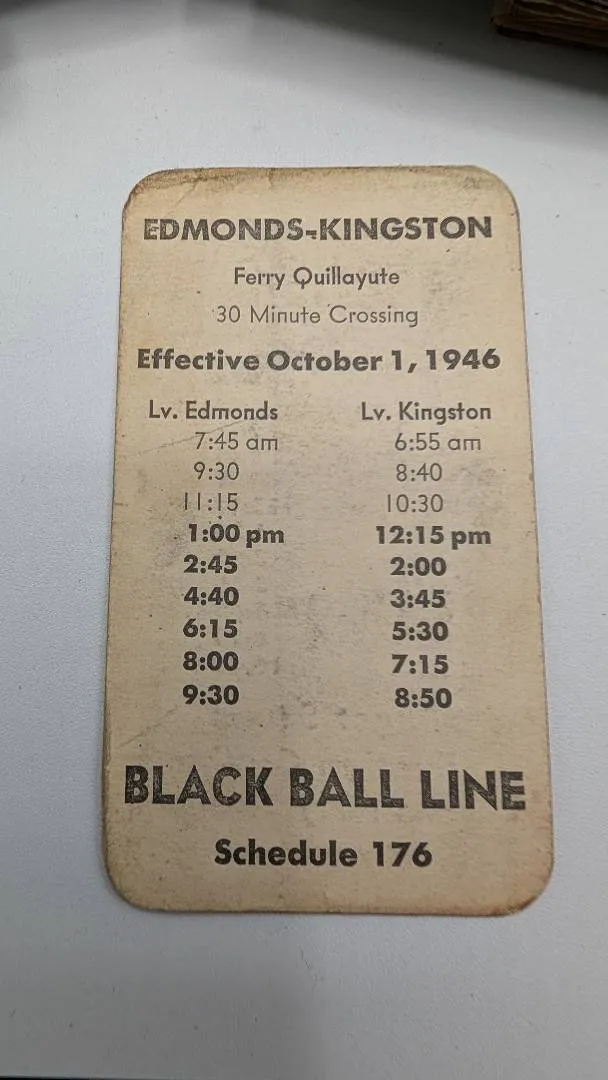 EDMONDS-KINGSTON
Ferry Quillayute
30 Minute Crossing
Effective October 1, 1946
Lv. Edmonds Lv. Kingston
7:45 am 6:55 am
9:30 8:40
11:15 10:30
1:00 pm 12:15 pm
2:45 2:00
4:40 3:45
6:15 5:30
8:00 7:15
9:30 8:50
BLACK BALL LINE
Schedule 176